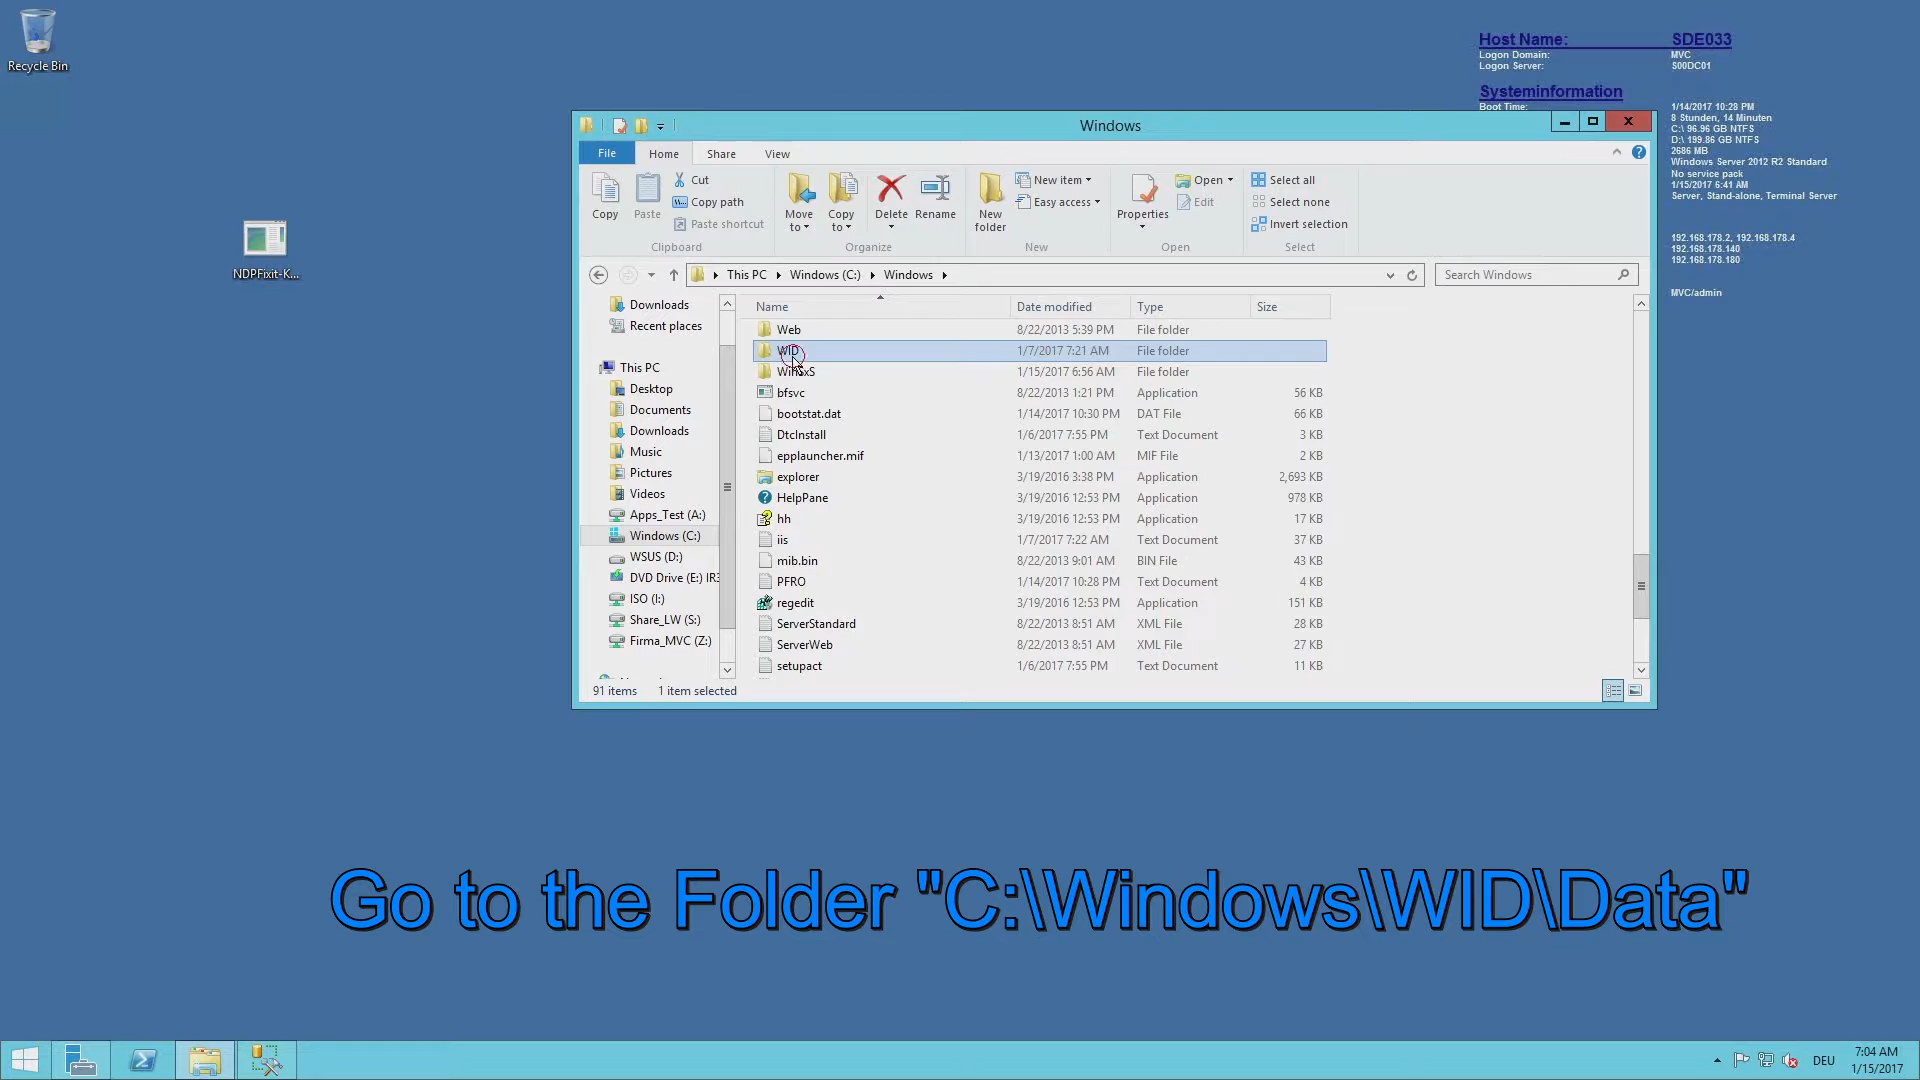 Recycle Bin
NDPFixit-K...
Host Name: SDE033
Logon Domain: MVC
Logon Server: S00DC01
Systeminformation
Boot Time: 1/14/2017 10:28 PM
8 Stunden, 14 Minuten
C:\ 96.96 GB NTFS
D:\ 199.86 GB NTFS
2686 MB
Windows Server 2012 R2 Standard
No service pack
1/15/2017 6:41 AM
Server, Stand-alone, Terminal Server
192.168.178.2, 192.168.178.4
192.168.178.140
192.168.178.180
MVC/admin
Windows
File Home Share View
Copy
Paste
Cut
Copy path
Paste shortcut
Clipboard
Move to
Copy to
Delete
Rename
Organize
New folder
New item
Easy access
New
Properties
Open
Edit
Open
Select all
Select none
Invert selection
Select
This PC Windows (C:) Windows
Search Windows
Downloads
Recent places
This PC
Desktop
Documents
Downloads
Music
Pictures
Videos
Apps_Test (A:)
Windows (C:)
WSUS (D:)
DVD Drive (E:) IR3
ISO (I:)
Share_LW (S:)
Firma_MVC (Z:)
Name Date modified Type Size
Web 8/22/2013 5:39 PM File folder
WID 1/7/2017 7:21 AM File folder
WinSxS 1/15/2017 6:56 AM File folder
bfsvc 8/22/2013 1:21 PM Application 56 KB
bootstat.dat 1/14/2017 10:30 PM DAT File 66 KB
DtcInstall 1/6/2017 7:55 PM Text Document 3 KB
epplauncher.mif 1/13/2017 1:00 AM MIF File 2 KB
explorer 3/19/2016 3:38 PM Application 2,693 KB
HelpPane 3/19/2016 12:53 PM Application 978 KB
hh 3/19/2016 12:53 PM Application 17 KB
iis 1/7/2017 7:22 AM Text Document 37 KB
mib.bin 8/22/2013 9:01 AM BIN File 43 KB
PFRO 1/14/2017 10:28 PM Text Document 4 KB
regedit 3/19/2016 12:53 PM Application 151 KB
ServerStandard 8/22/2013 8:51 AM XML File 28 KB
ServerWeb 8/22/2013 8:51 AM XML File 27 KB
setupact 1/6/2017 7:55 PM Text Document 11 KB
91 items 1 item selected
Go to the Folder "C:\Windows\WID\Data"
DEU
7:04 AM
1/15/2017